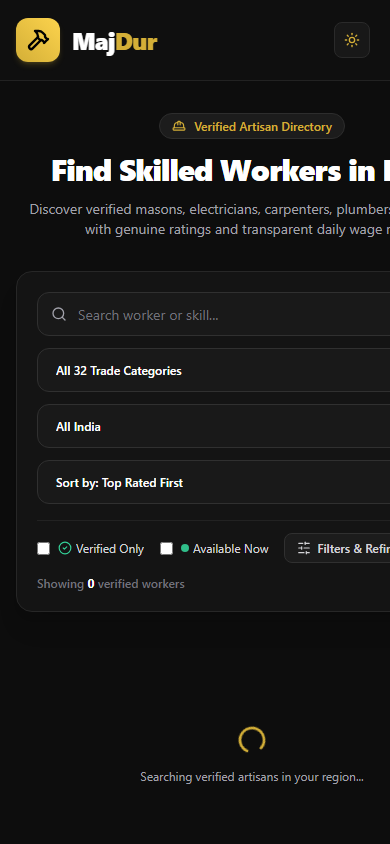 MajDur
Verified Artisan Directory
Find Skilled Workers in
Discover verified masons, electricians, carpenters, plumbers
with genuine ratings and transparent daily wage
Search worker or skill...
All 32 Trade Categories
All India
Sort by: Top Rated First
Verified Only
Available Now
Filters & Refin
Showing 0 verified workers
Searching verified artisans in your region...